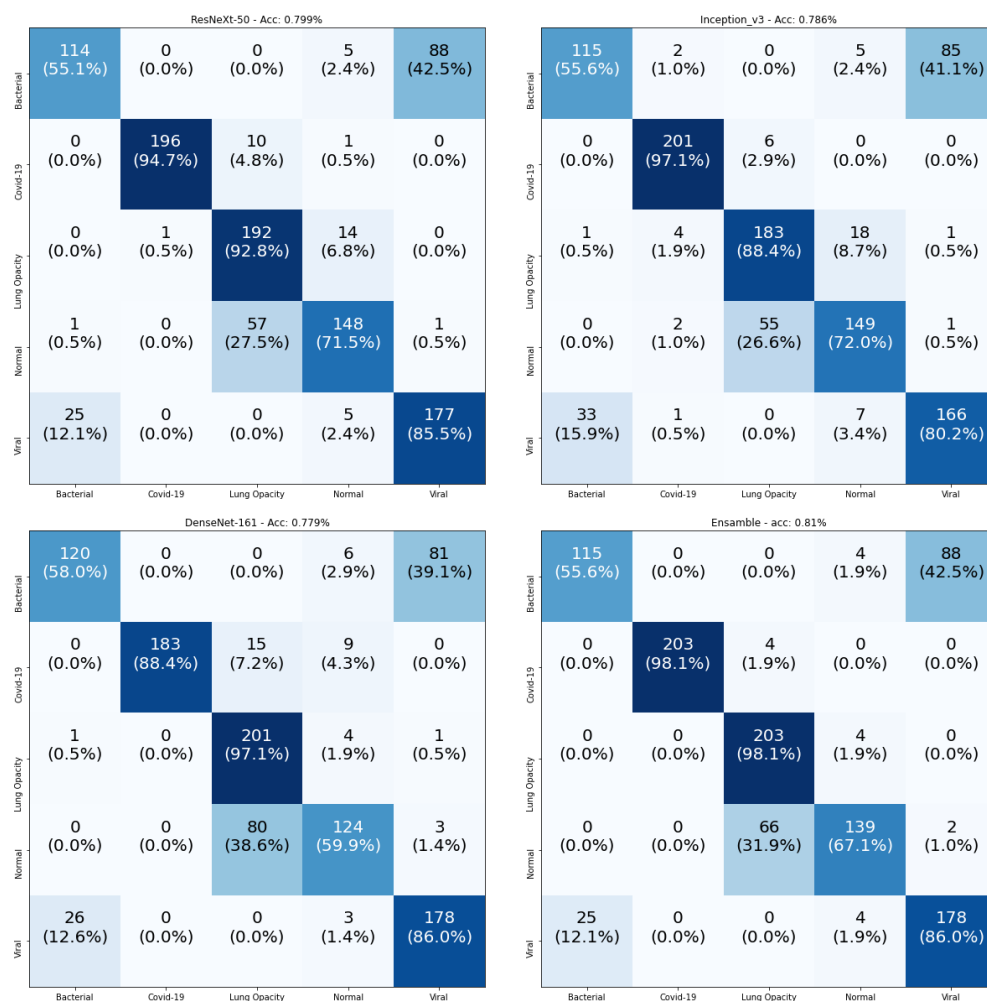 ResNeXt-50 - Acc: 0.799%
Bacterial
114 0 0 5 88
(55.1%) (0.0%) (0.0%) (2.4%) (42.5%)
Covid-19
0 196 10 1 0
(0.0%) (94.7%) (4.8%) (0.5%) (0.0%)
Lung Opacity
0 1 192 14 0
(0.0%) (0.5%) (92.8%) (6.8%) (0.0%)
Normal
1 0 57 148 1
(0.5%) (0.0%) (27.5%) (71.5%) (0.5%)
Viral
25 0 0 5 177
(12.1%) (0.0%) (0.0%) (2.4%) (85.5%)
Bacterial Covid-19 Lung Opacity Normal Viral
Inception_v3 - Acc: 0.786%
Bacterial
115 2 0 5 85
(55.6%) (1.0%) (0.0%) (2.4%) (41.1%)
Covid-19
0 201 6 0 0
(0.0%) (97.1%) (2.9%) (0.0%) (0.0%)
Lung Opacity
1 4 183 18 1
(0.5%) (1.9%) (88.4%) (8.7%) (0.5%)
Normal
0 2 55 149 1
(0.0%) (1.0%) (26.6%) (72.0%) (0.5%)
Viral
33 1 0 7 166
(15.9%) (0.5%) (0.0%) (3.4%) (80.2%)
Bacterial Covid-19 Lung Opacity Normal Viral
DenseNet-161 - Acc: 0.779%
Bacterial
120 0 0 6 81
(58.0%) (0.0%) (0.0%) (2.9%) (39.1%)
Covid-19
0 183 15 9 0
(0.0%) (88.4%) (7.2%) (4.3%) (0.0%)
Lung Opacity
1 0 201 4 1
(0.5%) (0.0%) (97.1%) (1.9%) (0.5%)
Normal
0 0 80 124 3
(0.0%) (0.0%) (38.6%) (59.9%) (1.4%)
Viral
26 0 0 3 178
(12.6%) (0.0%) (0.0%) (1.4%) (86.0%)
Bacterial Covid-19 Lung Opacity Normal Viral
Ensamble - acc: 0.81%
Bacterial
115 0 0 4 88
(55.6%) (0.0%) (0.0%) (1.9%) (42.5%)
Covid-19
0 203 4 0 0
(0.0%) (98.1%) (1.9%) (0.0%) (0.0%)
Lung Opacity
0 0 203 4 0
(0.0%) (0.0%) (98.1%) (1.9%) (0.0%)
Normal
0 0 66 139 2
(0.0%) (0.0%) (31.9%) (67.1%) (1.0%)
Viral
25 0 0 4 178
(12.1%) (0.0%) (0.0%) (1.9%) (86.0%)
Bacterial Covid-19 Lung Opacity Normal Viral